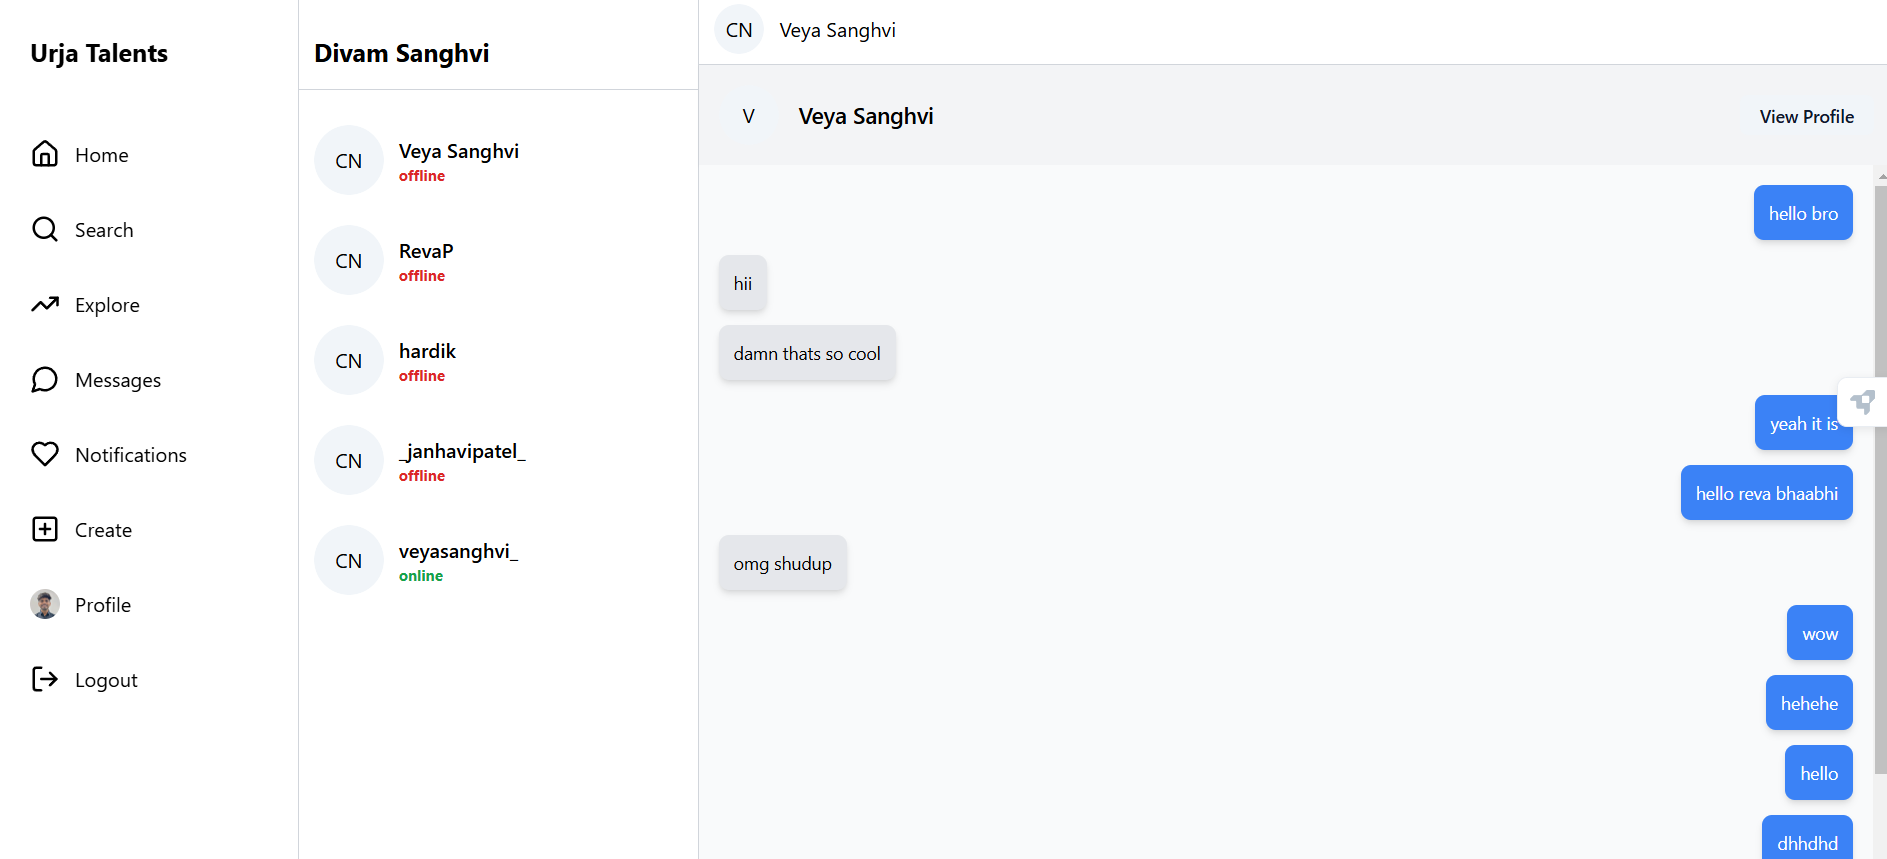 Urja Talents
Home
Search
Explore
Messages
Notifications
Create
Profile
Logout
Divam Sanghvi
CN
Veya Sanghvi
offline
CN
RevaP
offline
CN
hardik
offline
CN
_janhavipatel_
offline
CN
veyasanghvi_
online
CN
Veya Sanghvi
V
Veya Sanghvi
View Profile
hello bro
hii
damn thats so cool
yeah it is
hello reva bhaabhi
omg shudup
wow
hehehe
hello
dhhdhd